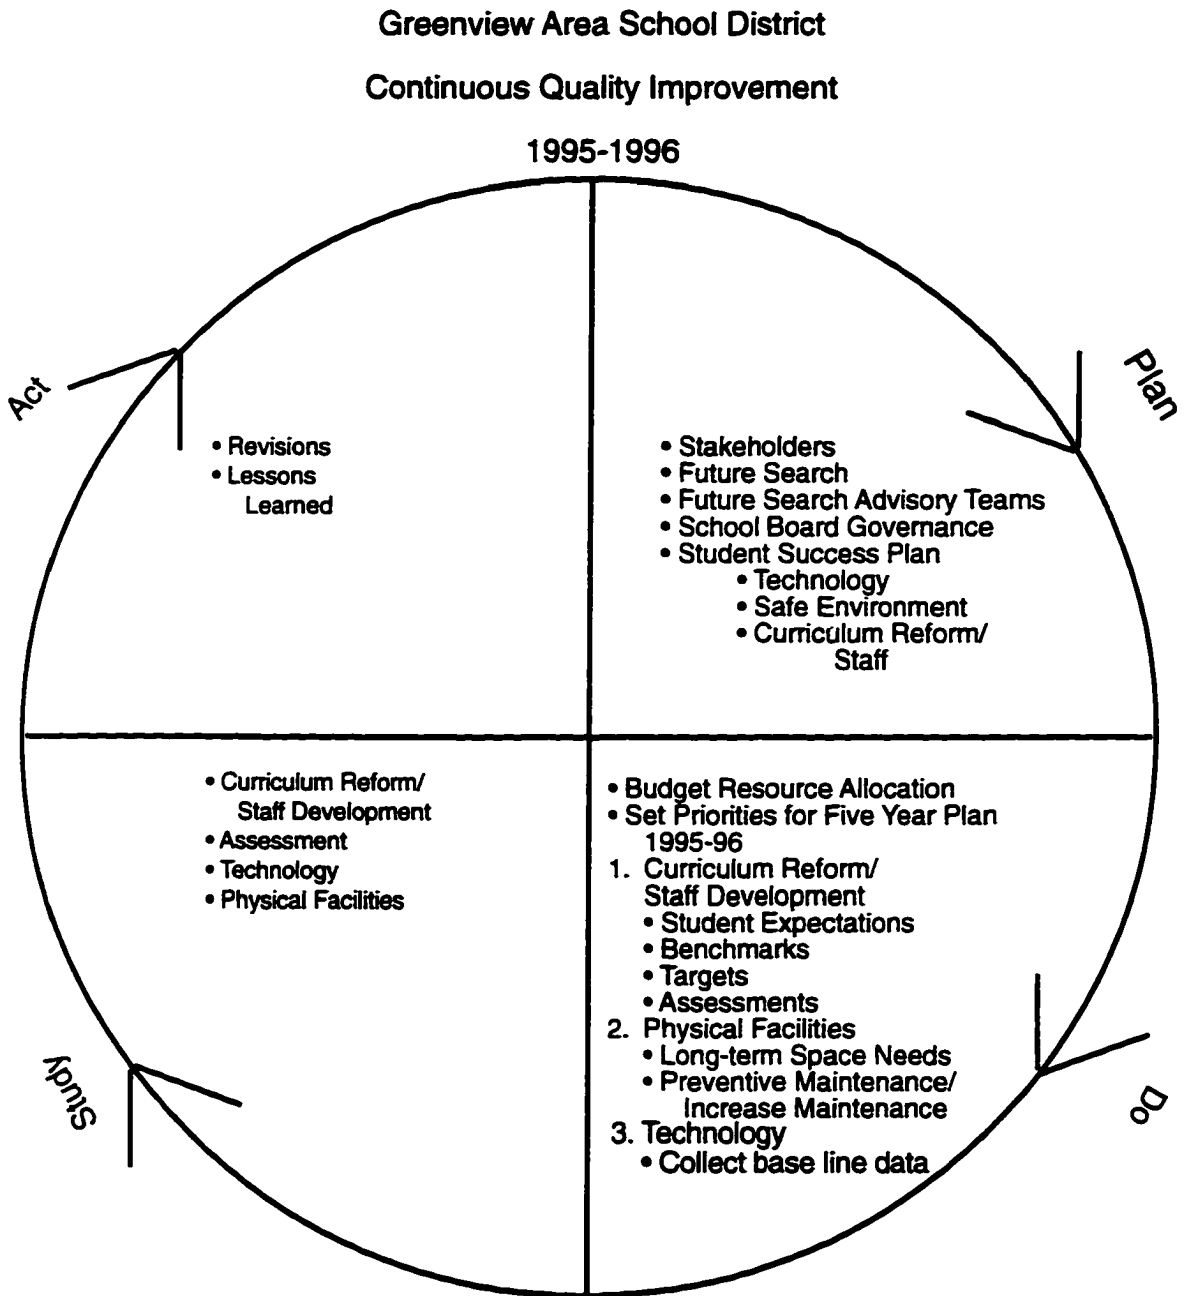 Greenview Area School District
Continuous Quality Improvement
1995-1996
Act
• Revisions
• Lessons
Learned
Plan
• Stakeholders
• Future Search
• Future Search Advisory Teams
• School Board Governance
• Student Success Plan
• Technology
• Safe Environment
• Curriculum Reform/
Staff
Study
• Curriculum Reform/
Staff Development
• Assessment
• Technology
• Physical Facilities
Do
• Budget Resource Allocation
• Set Priorities for Five Year Plan
1995-96
1. Curriculum Reform/
Staff Development
• Student Expectations
• Benchmarks
• Targets
• Assessments
2. Physical Facilities
• Long-term Space Needs
• Preventive Maintenance/
Increase Maintenance
3. Technology
• Collect base line data